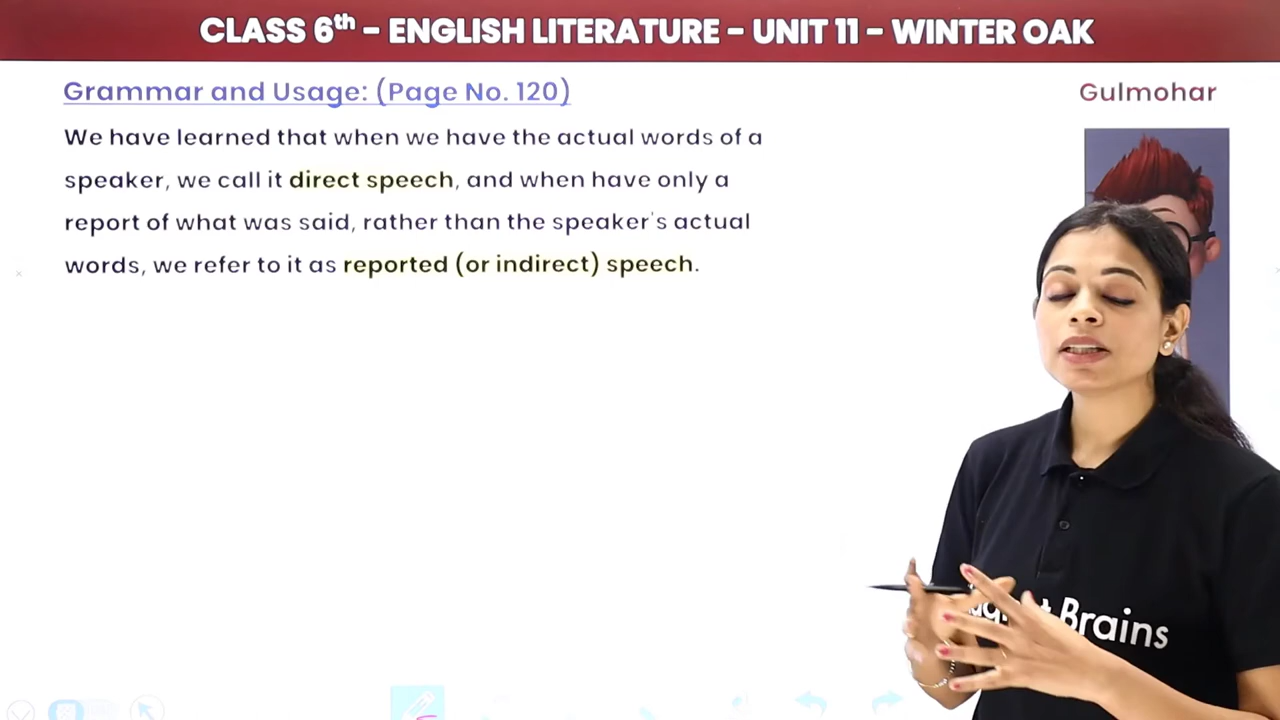 CLASS 6th - ENGLISH LITERATURE - UNIT 11 - WINTER OAK
Grammar and Usage: (Page No. 120)
Gulmohar
We have learned that when we have the actual words of a
speaker, we call it direct speech, and when have only a
report of what was said, rather than the speaker's actual
words, we refer to it as reported (or indirect) speech.
Brains